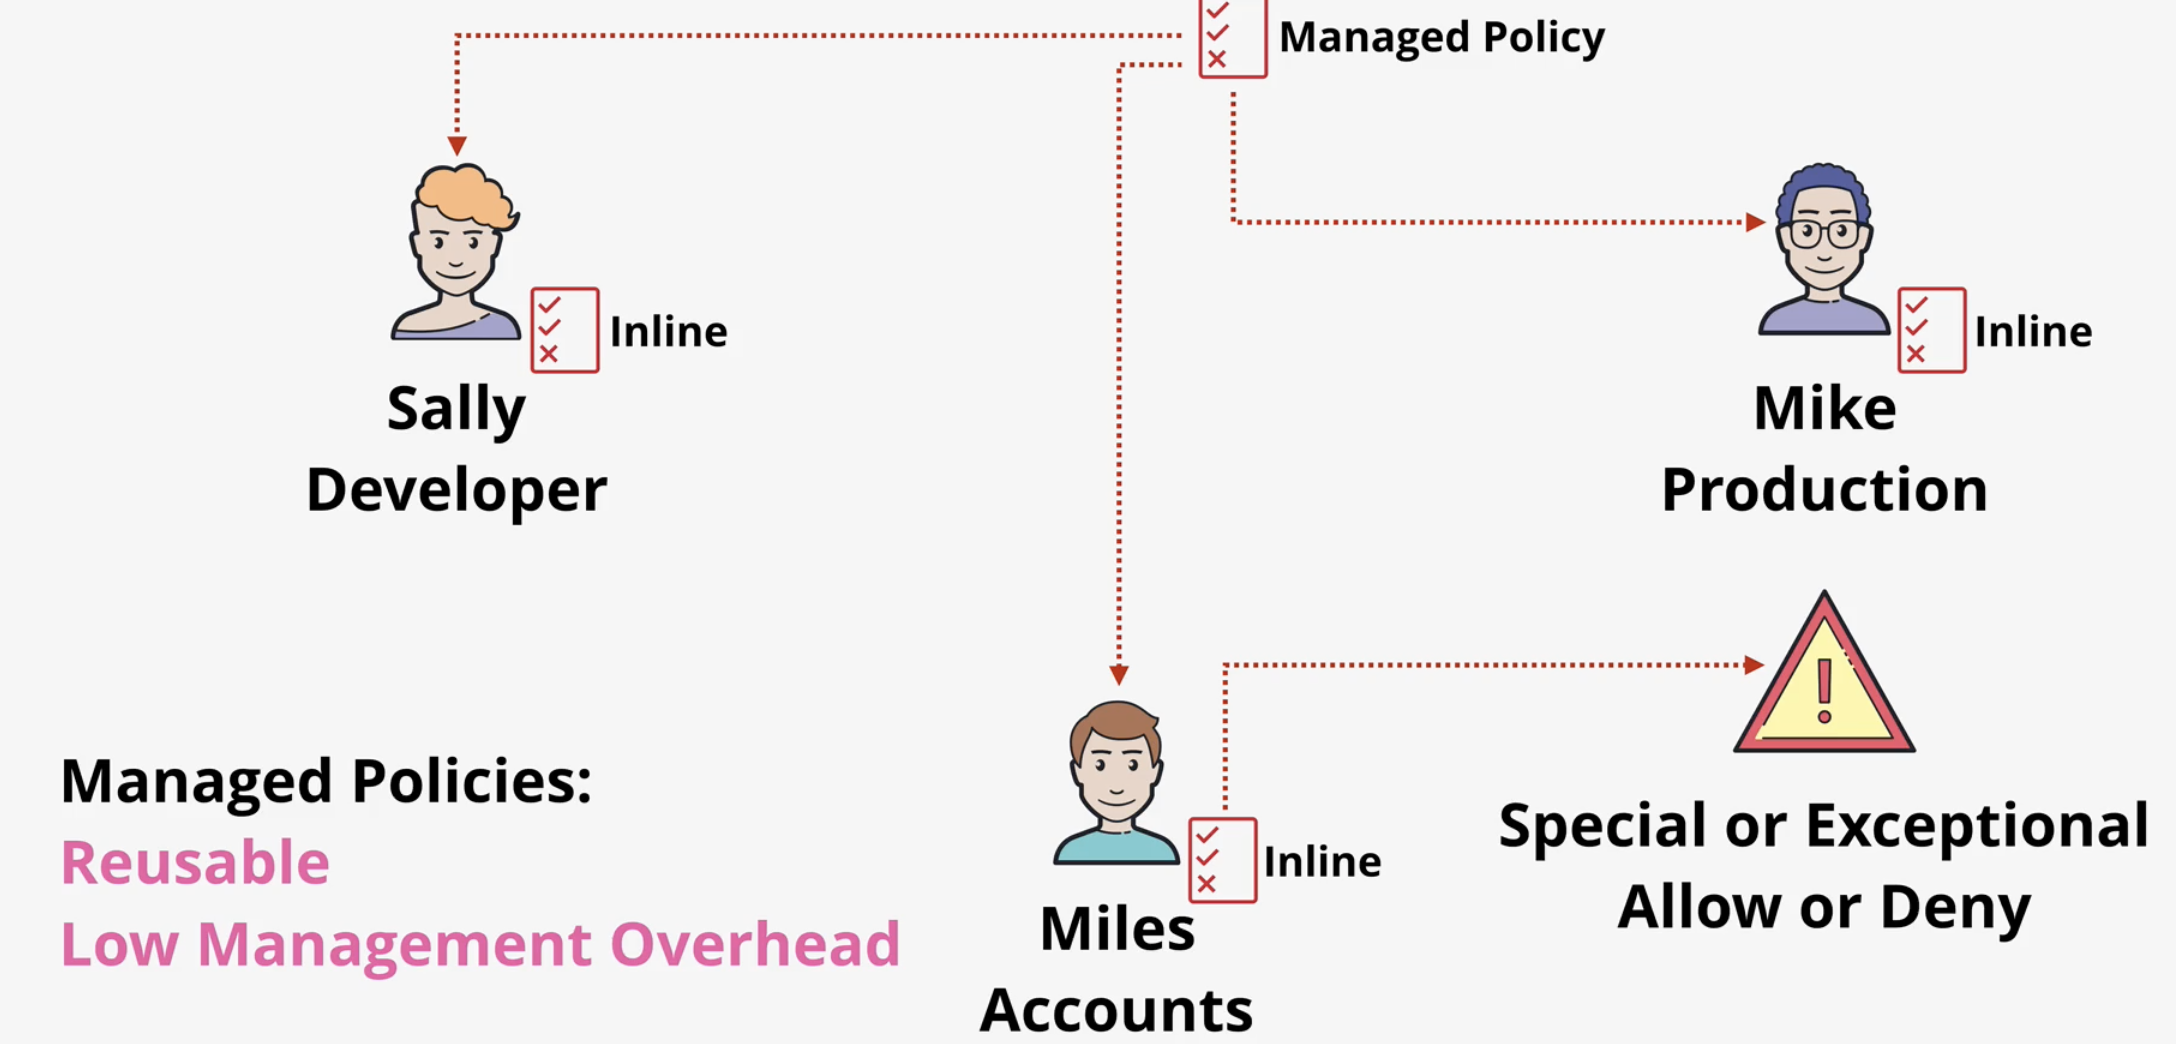 Managed Policy
Inline
Sally
Developer
Inline
Mike
Production
Managed Policies:
Reusable
Low Management Overhead
Inline
Miles
Accounts
Special or Exceptional
Allow or Deny